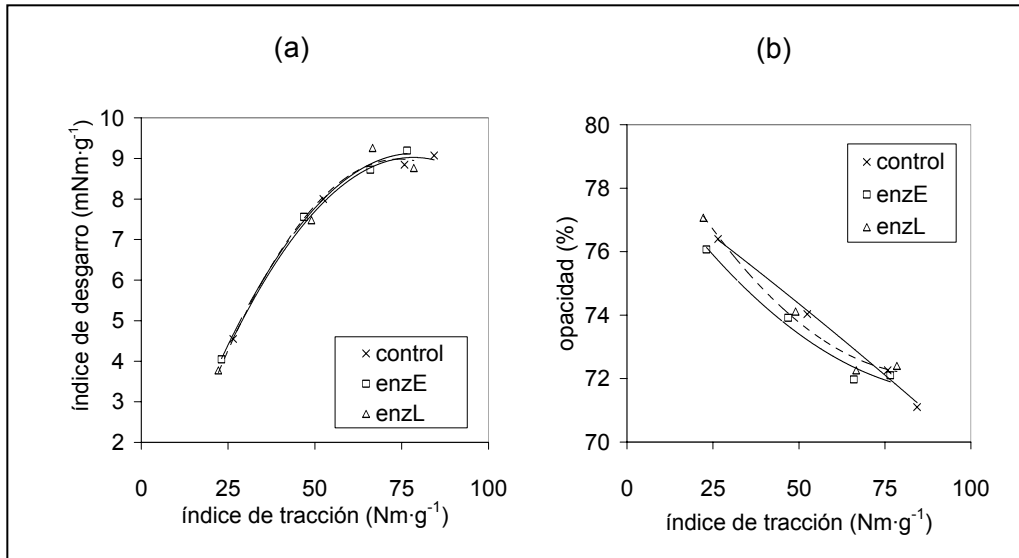 (a)
índice de desgarro (mNm·g⁻¹)
10
9
8
7
6
5
4
3
2
control
enzE
enzL
0
25
50
75
100
índice de tracción (Nm·g⁻¹)
(b)
opacidad (%)
80
78
76
74
72
70
control
enzE
enzL
0
25
50
75
100
índice de tracción (Nm·g⁻¹)